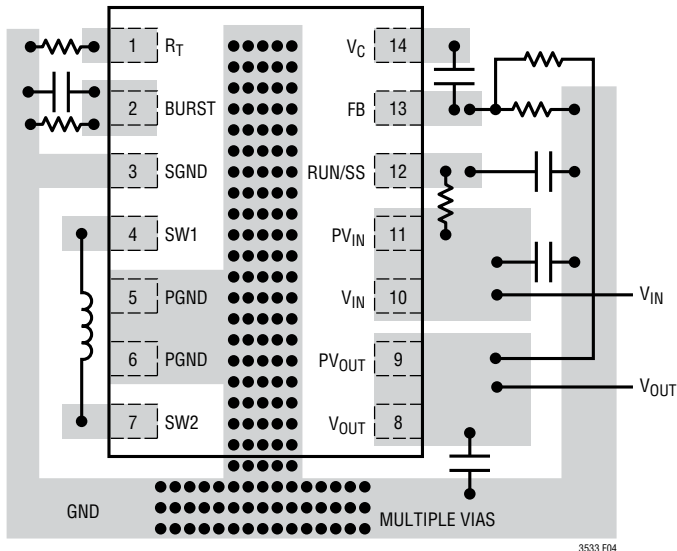 1 RT
2 BURST
3 SGND
4 SW1
5 PGND
6 PGND
7 SW2
VC 14
FB 13
RUN/SS 12
PVIN 11
VIN 10
PVOUT 9
VOUT 8
VIN
VOUT
GND
MULTIPLE VIAS
3533 F04